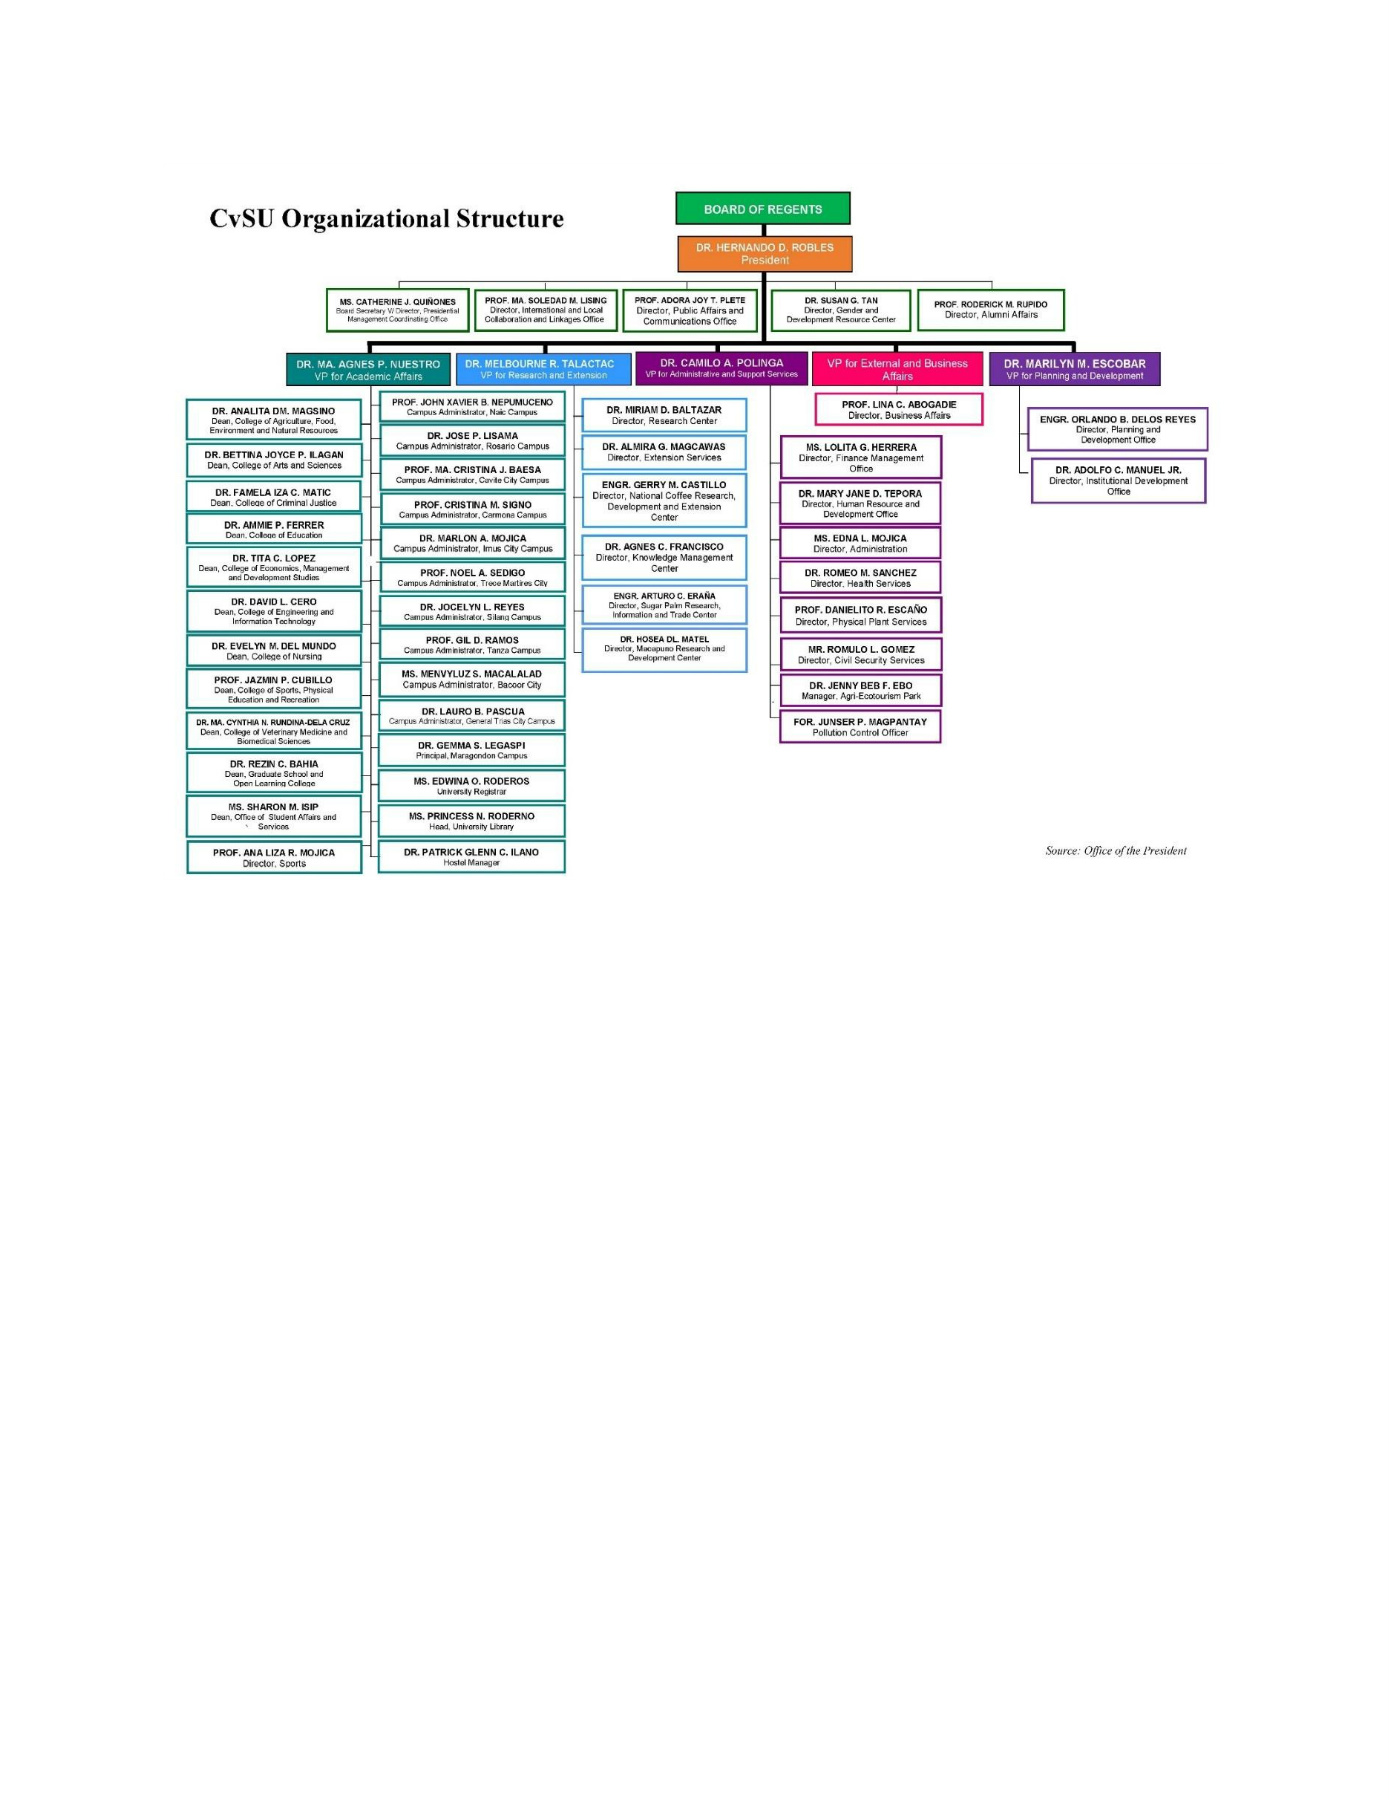 CvSU Organizational Structure
BOARD OF REGENTS
DR. HERNANDO D. ROBLES
President
MS. CATHERINE J. QUIÑONES
Board Secretary V/ Director, Presidential
Management Coordinating Office
PROF. MA. SOLEDAD M. LISING
Director, International and Local
Collaboration and Linkages Office
PROF. ADORA JOY T. PLETE
Director, Public Affairs and
Communications Office
DR. SUSAN G. TAN
Director, Gender and
Development Resource Center
PROF. RODERICK M. RUPIDO
Director, Alumni Affairs
DR. MA. AGNES P. NUESTRO
VP for Academic Affairs
DR. MELBOURNE R. TALACTAC
VP for Research and Extension
DR. CAMILO A. POLINGA
VP for Administrative and Support Services
VP for External and Business
Affairs
DR. MARILYN M. ESCOBAR
VP for Planning and Development
DR. ANALITA DM. MAGSINO
Dean, College of Agriculture, Food,
Environment and Natural Resources
DR. BETTINA JOYCE P. ILAGAN
Dean, College of Arts and Sciences
DR. FAMELA IZA C. MATIC
Dean, College of Criminal Justice
DR. AMMIE P. FERRER
Dean, College of Education
DR. TITA C. LOPEZ
Dean, College of Economics, Management
and Development Studies
DR. DAVID L. CERO
Dean, College of Engineering and
Information Technology
DR. EVELYN M. DEL MUNDO
Dean, College of Nursing
PROF. JAZMIN P. CUBILLO
Dean, College of Sports, Physical
Education and Recreation
DR. MA. CYNTHIA N. RUNDINA-DELA CRUZ
Dean, College of Veterinary Medicine and
Biomedical Sciences
DR. REZIN C. BAHIA
Dean, Graduate School and
Open Learning College
MS. SHARON M. ISIP
Dean, Office of Student Affairs and
Services
PROF. ANA LIZA R. MOJICA
Director, Sports
PROF. JOHN XAVIER B. NEPUMUCENO
Campus Administrator, Naic Campus
DR. JOSE P. LISAMA
Campus Administrator, Rosario Campus
PROF. MA. CRISTINA J. BAESA
Campus Administrator, Cavite City Campus
PROF. CRISTINA M. SIGNO
Campus Administrator, Carmona Campus
DR. MARLON A. MOJICA
Campus Administrator, Imus City Campus
PROF. NOEL A. SEDIGO
Campus Administrator, Trece Martires City
DR. JOCELYN L. REYES
Campus Administrator, Silang Campus
PROF. GIL D. RAMOS
Campus Administrator, Tanza Campus
MS. MENVYLUZ S. MACALALAD
Campus Administrator, Bacoor City
DR. LAURO B. PASCUA
Campus Administrator, General Trias City Campus
DR. GEMMA S. LEGASPI
Principal, Maragondon Campus
MS. EDWINA O. RODEROS
University Registrar
MS. PRINCESS N. RODERNO
Head, University Library
DR. PATRICK GLENN C. ILANO
Hostel Manager
DR. MIRIAM D. BALTAZAR
Director, Research Center
DR. ALMIRA G. MAGCAWAS
Director, Extension Services
ENGR. GERRY M. CASTILLO
Director, National Coffee Research,
Development and Extension
Center
DR. AGNES C. FRANCISCO
Director, Knowledge Management
Center
ENGR. ARTURO C. ERAÑA
Director, Sugar Palm Research,
Information and Trade Center
DR. HOSEA DL. MATEL
Director, Macapuno Research and
Development Center
MS. LOLITA G. HERRERA
Director, Finance Management
Office
DR. MARY JANE D. TEPORA
Director, Human Resource and
Development Office
MS. EDNA L. MOJICA
Director, Administration
DR. ROMEO M. SANCHEZ
Director, Health Services
PROF. DANIELITO R. ESCAÑO
Director, Physical Plant Services
MR. ROMULO L. GOMEZ
Director, Civil Security Services
DR. JENNY BEB F. EBO
Manager, Agri-Ecotourism Park
FOR. JUNSER P. MAGPANTAY
Pollution Control Officer
PROF. LINA C. ABOGADIE
Director, Business Affairs
ENGR. ORLANDO B. DELOS REYES
Director, Planning and
Development Office
DR. ADOLFO C. MANUEL JR.
Director, Institutional Development
Office
Source: Office of the President